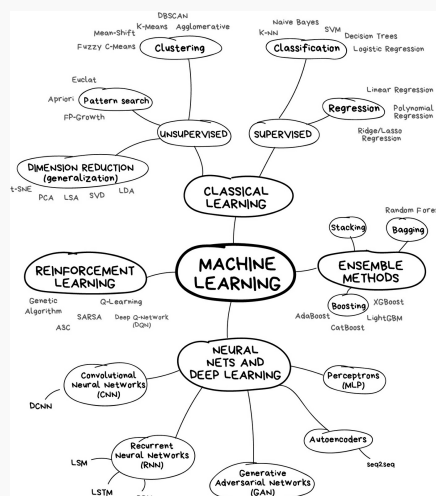 DBSCAN
Mean-Shift
K-Means
Agglomerative
Fuzzy C-Means
Clustering
Naive Bayes
SVM
K-NN
Decision Trees
Logistic Regression
Classification
Euclat
Apriori
Pattern search
FP-Growth
UNSUPERVISED
SUPERVISED
Linear Regression
Regression
Polynomial
Regression
Ridge/Lasso
Regression
DIMENSION REDUCTION
(generalization)
t-SNE
PCA
LSA
SVD
LDA
CLASSICAL
LEARNING
MACHINE
LEARNING
REINFORCEMENT
LEARNING
Genetic
Algorithm
Q-Learning
SARSA
Deep Q-Network
(DQN)
A3C
Stacking
Random Fore
Bagging
ENSEMBLE
METHODS
Boosting
XGBoost
AdaBoost
LightGBM
CatBoost
NEURAL
NETS AND
DEEP LEARNING
Convolutional
Neural Networks
(CNN)
DCNN
Perceptrons
(MLP)
Recurrent
Neural Networks
(RNN)
LSM
LSTM
Autoencoders
seq2seq
Generative
Adversarial Networks
(GAN)